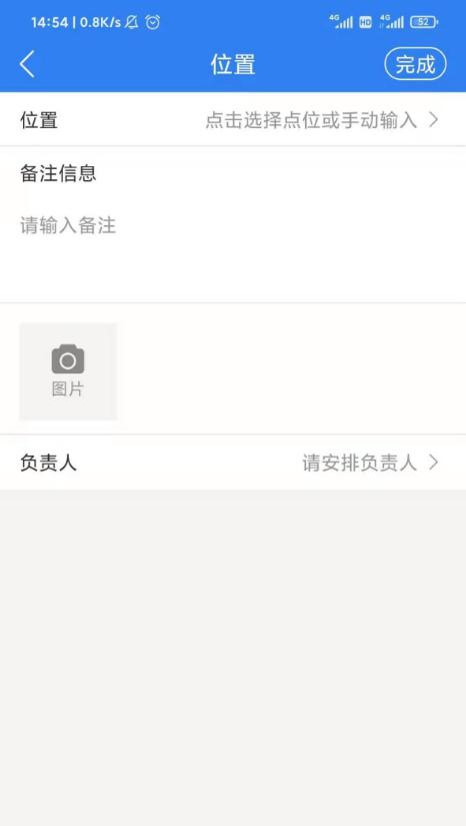 14:54 | 0.8K/s 4G HD 4G 52
位置 完成
位置 点击选择点位或手动输入
备注信息
请输入备注
图片
负责人 请安排负责人